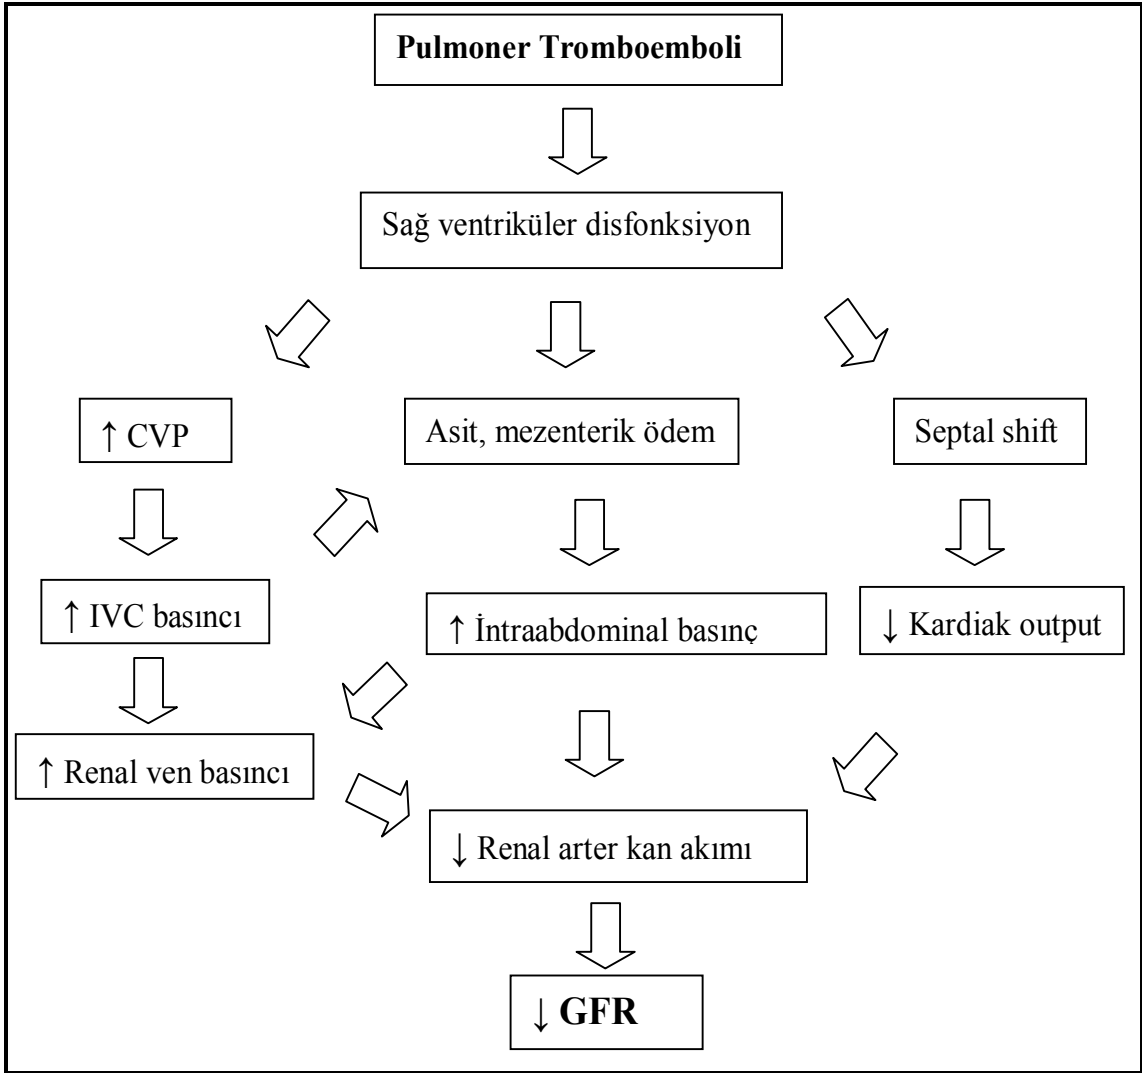 Pulmoner Tromboemboli
Sağ ventriküler disfonksiyon
↑ CVP
Asit, mezenterik ödem
Septal shift
↑ IVC basıncı
↑ İntraabdominal basınç
↓ Kardiak output
↑ Renal ven basıncı
↓ Renal arter kan akımı
↓ GFR